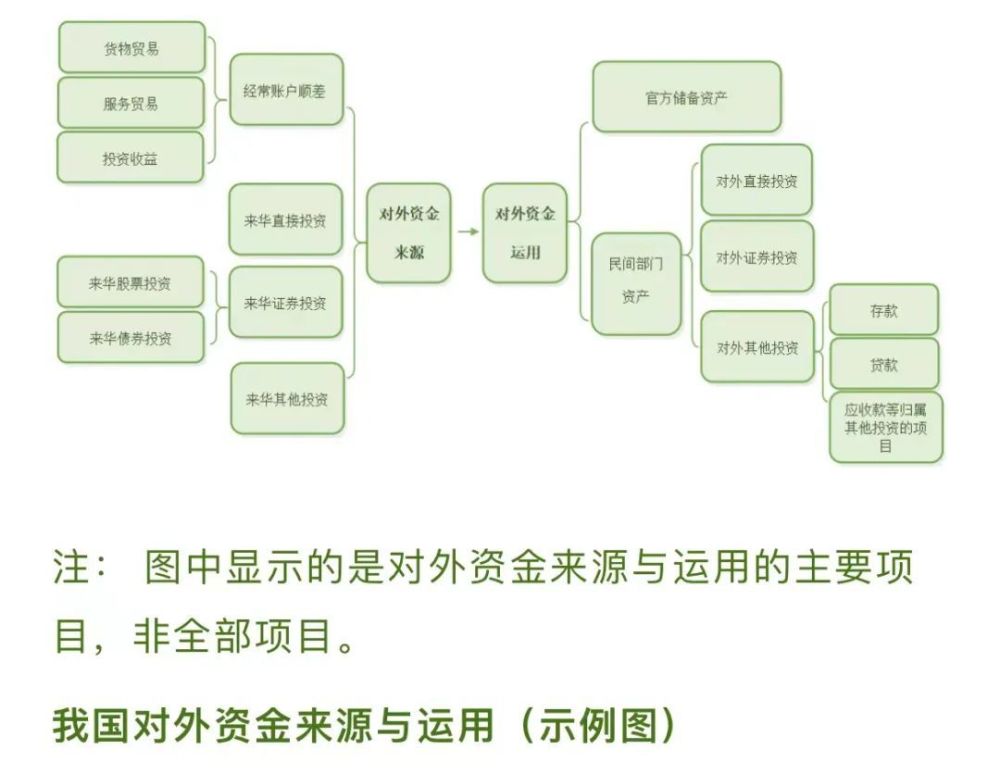 货物贸易
服务贸易
投资收益
经常账户顺差
来华直接投资
来华股票投资
来华债券投资
来华证券投资
来华其他投资
对外资金
来源
对外资金
运用
官方储备资产
民间部门
资产
对外直接投资
对外证券投资
对外其他投资
存款
贷款
应收款等归属
其他投资的项
目
注： 图中显示的是对外资金来源与运用的主要项
目，非全部项目。
我国对外资金来源与运用（示例图）